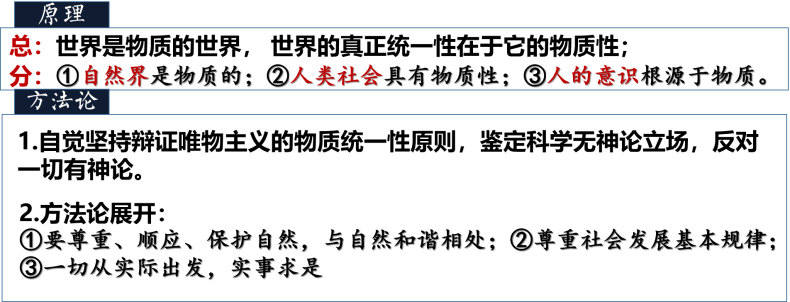 原理
总：世界是物质的世界， 世界的真正统一性在于它的物质性；
分：①自然界是物质的；②人类社会具有物质性；③人的意识根源于物质。
方法论
1.自觉坚持辩证唯物主义的物质统一性原则，鉴定科学无神论立场，反对
一切有神论。
2.方法论展开：
①要尊重、顺应、保护自然，与自然和谐相处；②尊重社会发展基本规律；
③一切从实际出发，实事求是